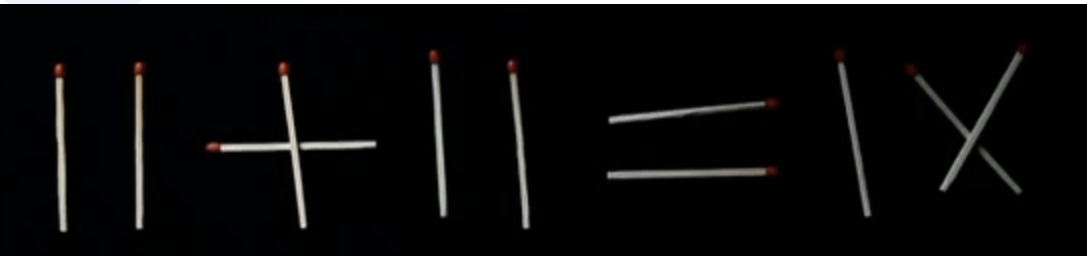 II + II = IX